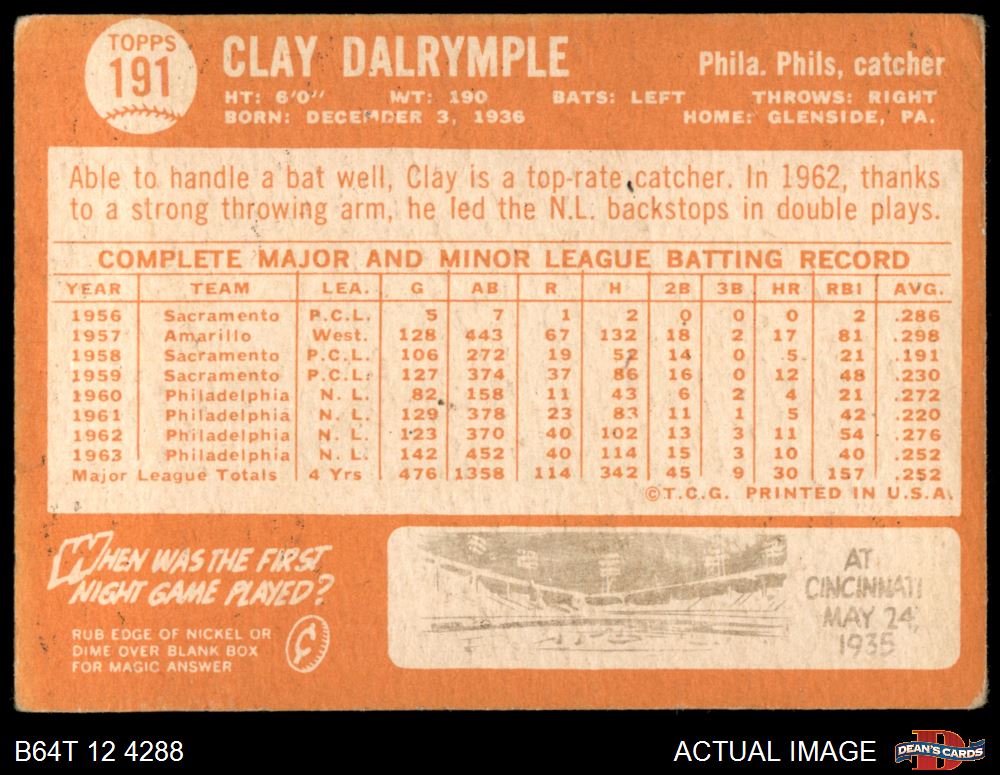 TOPPS
191
CLAY DALRYMPLE
Phila. Phils, catcher
HT: 6'0" WT: 190 BATS: LEFT THROWS: RIGHT
BORN: DECEMBER 3, 1936 HOME: GLENSIDE, PA.
Able to handle a bat well, Clay is a top-rate catcher. In 1962, thanks
to a strong throwing arm, he led the N.L. backstops in double plays.
COMPLETE MAJOR AND MINOR LEAGUE BATTING RECORD
YEAR TEAM LEA. G AB R H 2B 3B HR RBI AVG.
1956 Sacramento P.C.L. 5 7 1 2 0 0 0 2 .286
1957 Amarillo West. 128 443 67 132 18 2 17 81 .298
1958 Sacramento P.C.L. 106 272 19 52 14 0 5 21 .191
1959 Sacramento P.C.L. 127 374 37 86 16 0 12 48 .230
1960 Philadelphia N. L. 82 158 11 43 6 2 4 21 .272
1961 Philadelphia N. L. 129 378 23 83 11 1 5 42 .220
1962 Philadelphia N. L. 123 370 40 102 13 3 11 54 .276
1963 Philadelphia N. L. 142 452 40 114 15 3 10 40 .252
Major League Totals 4 Yrs 476 1358 114 342 45 9 30 157 .252
©T.C.G. PRINTED IN U.S.A.
WHEN WAS THE FIRST
NIGHT GAME PLAYED?
RUB EDGE OF NICKEL OR
DIME OVER BLANK BOX
FOR MAGIC ANSWER
¢
AT
CINCINNATI
MAY 24,
1935
B64T 12 4288
ACTUAL IMAGE
DEAN'S CARDS